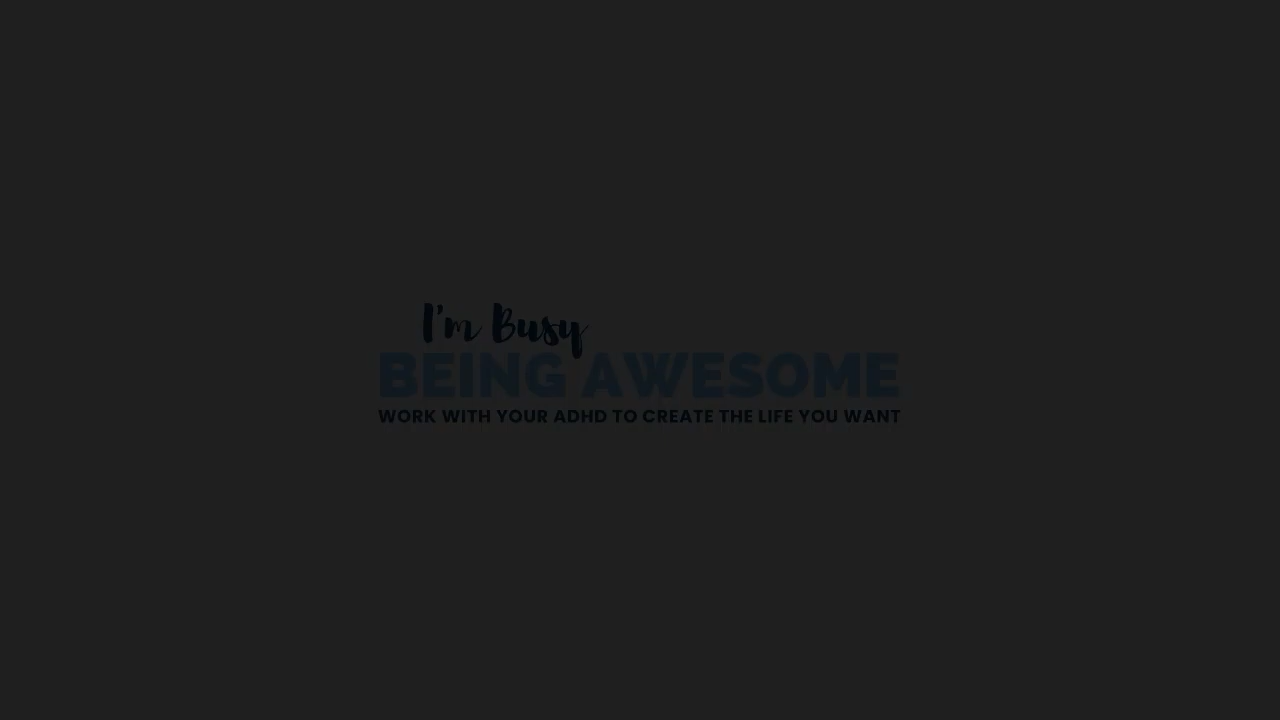 I'm Busy
BEING AWESOME
WORK WITH YOUR ADHD TO CREATE THE LIFE YOU WANT